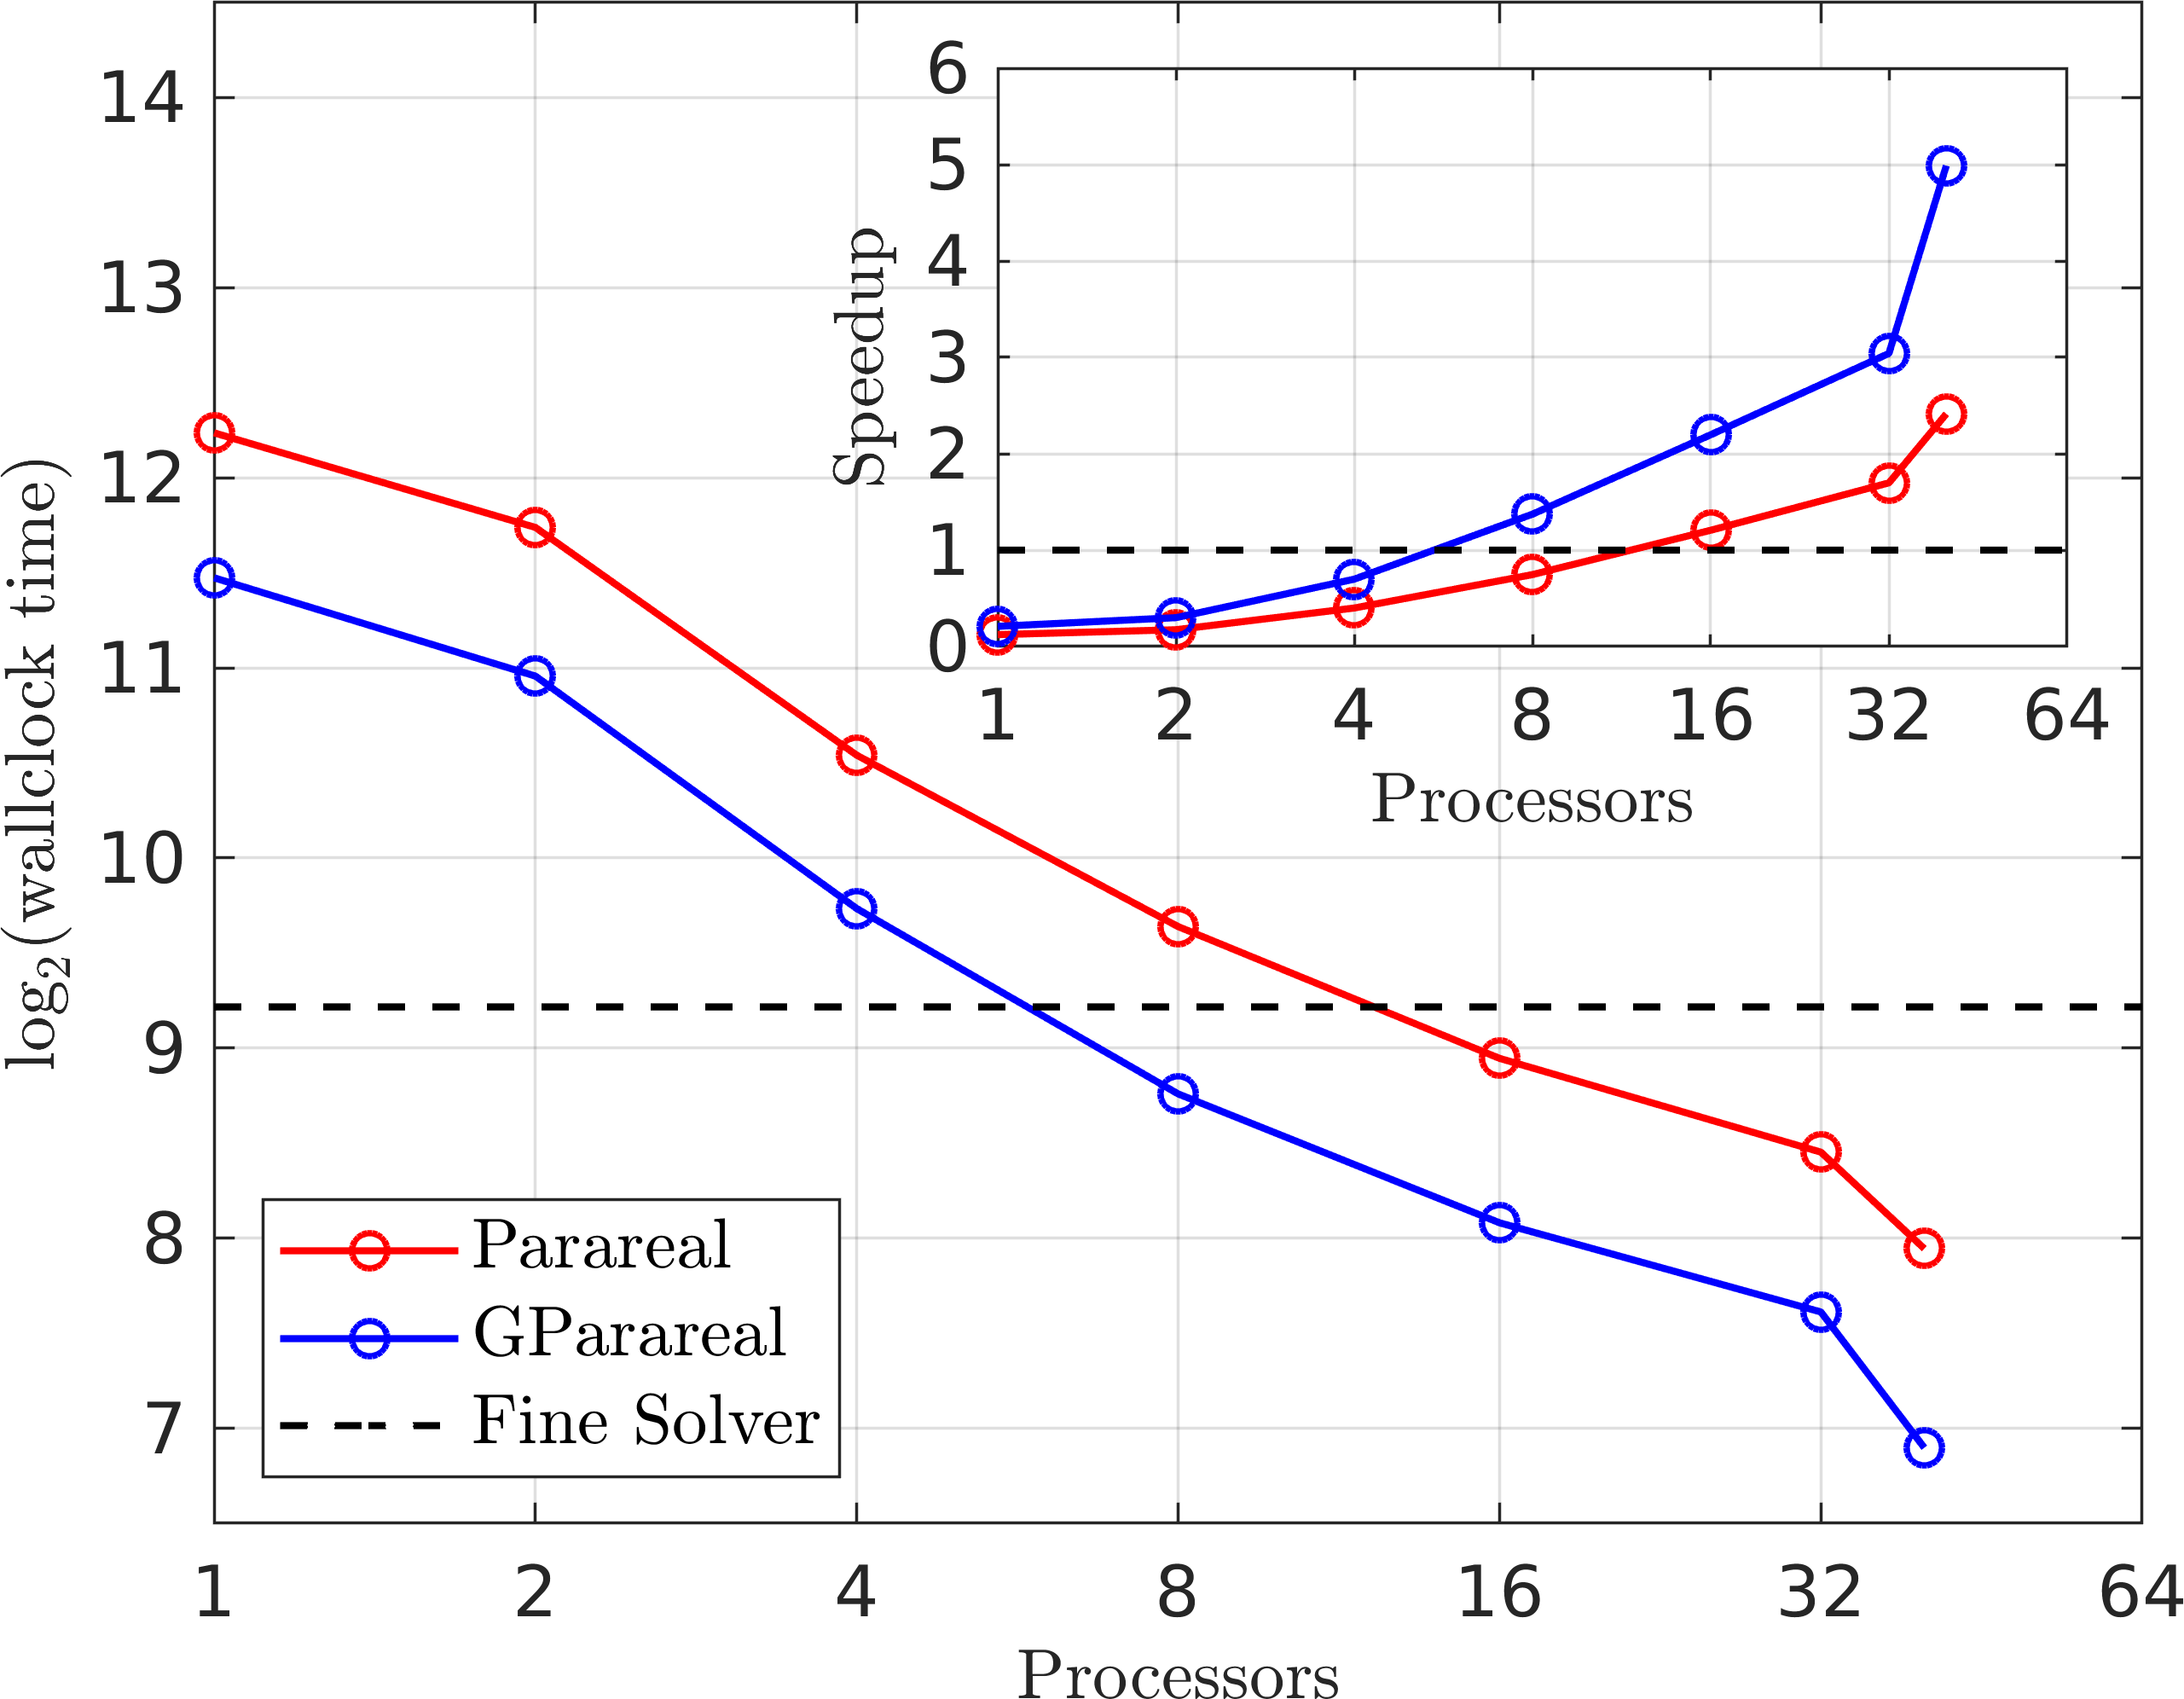 14
13
12
11
10
9
8
7
log₂(wallclock time)
1 2 4 8 16 32 64
Processors
6
5
4
3
2
1
0
Speedup
1 2 4 8 16 32 64
Processors
Parareal
GParareal
Fine Solver